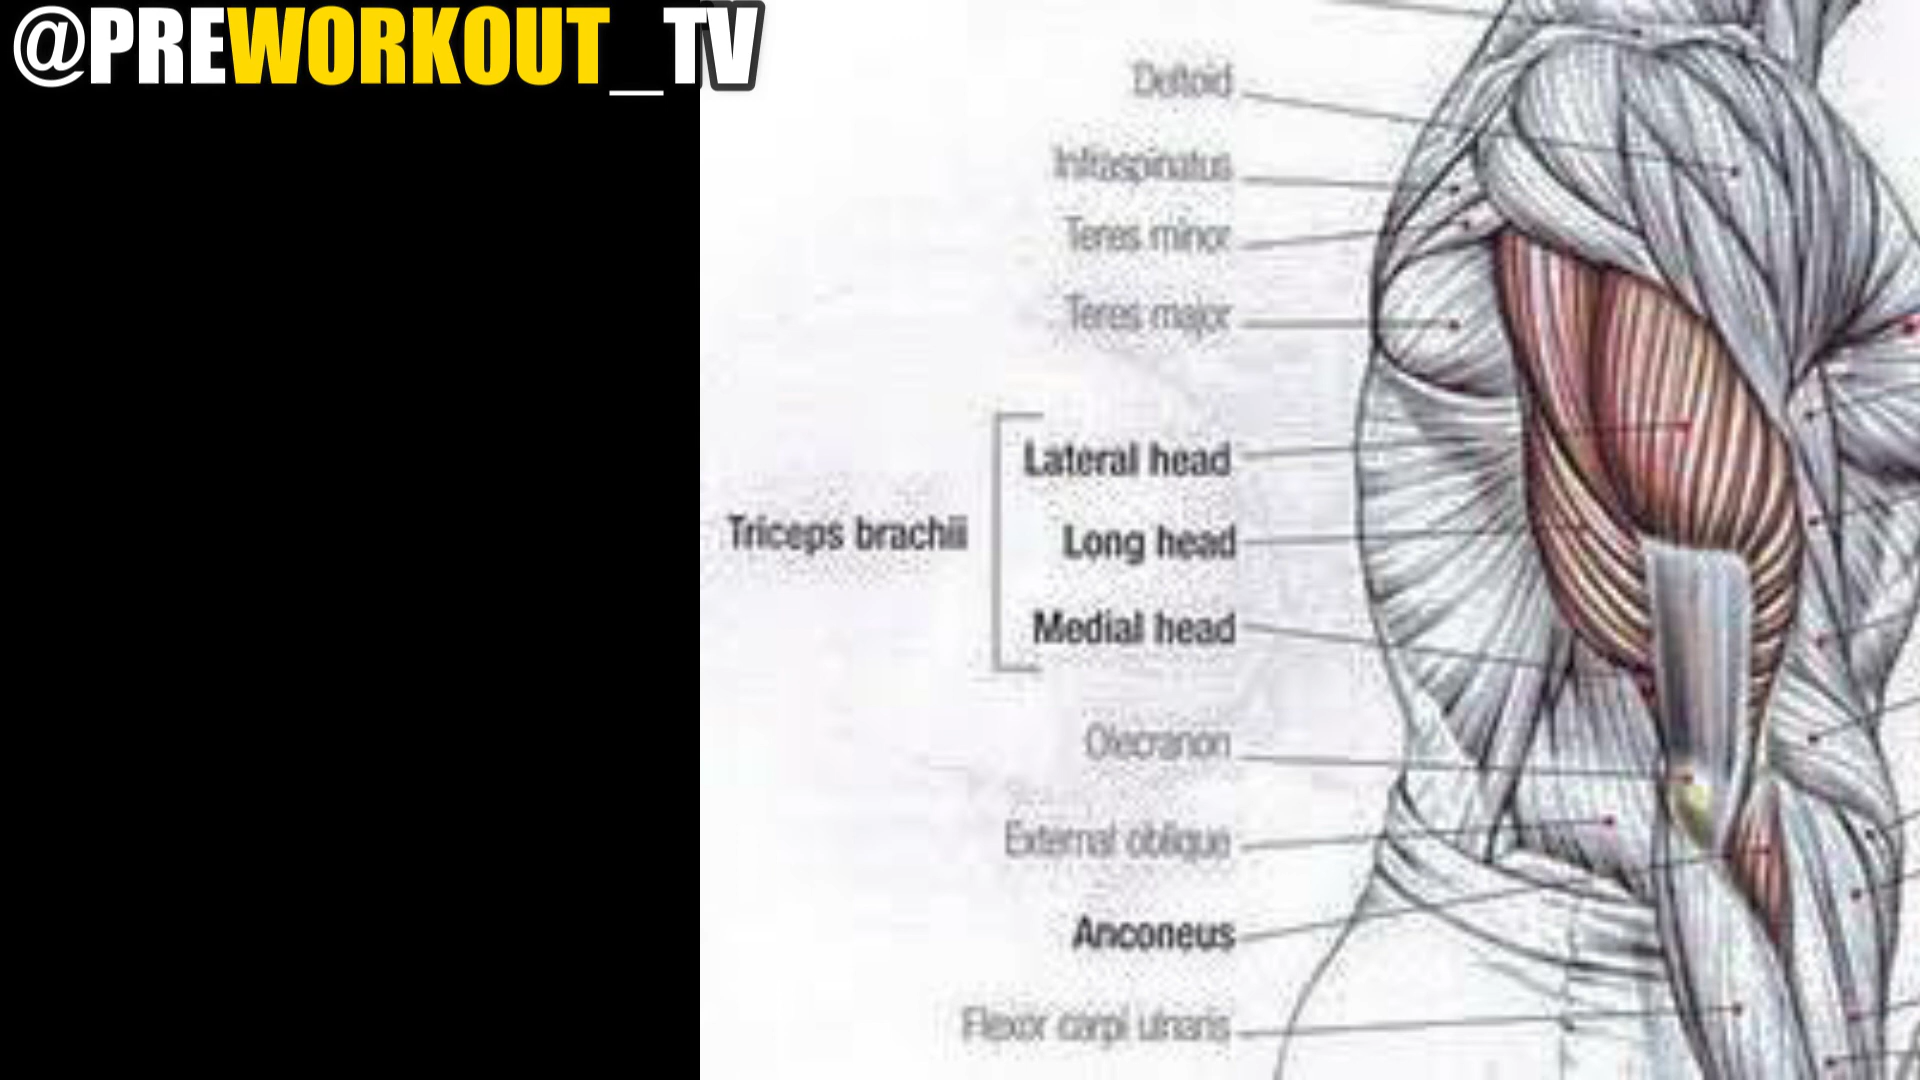 @PREWORKOUT_TV
Deltoid
Infraspinatus
Teres minor
Teres major
Lateral head
Triceps brachii
Long head
Medial head
Olecranon
External oblique
Anconeus
Flexor carpi ulnaris